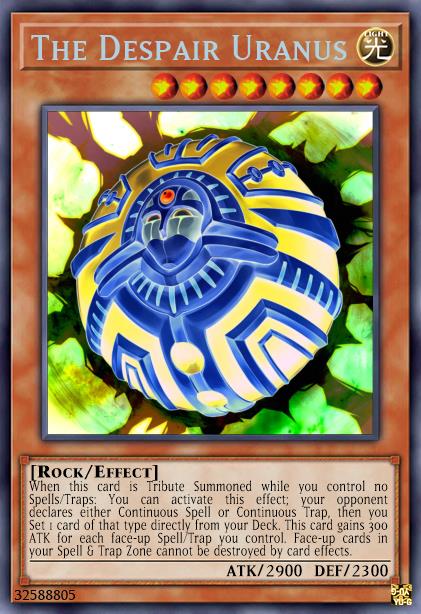 THE DESPAIR URANUS
LIGHT
光
[ROCK/EFFECT]
When this card is Tribute Summoned while you control no
Spells/Traps: You can activate this effect; your opponent
declares either Continuous Spell or Continuous Trap, then you
Set 1 card of that type directly from your Deck. This card gains 300
ATK for each face-up Spell/Trap you control. Face-up cards in
your Spell & Trap Zone cannot be destroyed by card effects.
ATK/2900 DEF/2300
32588805